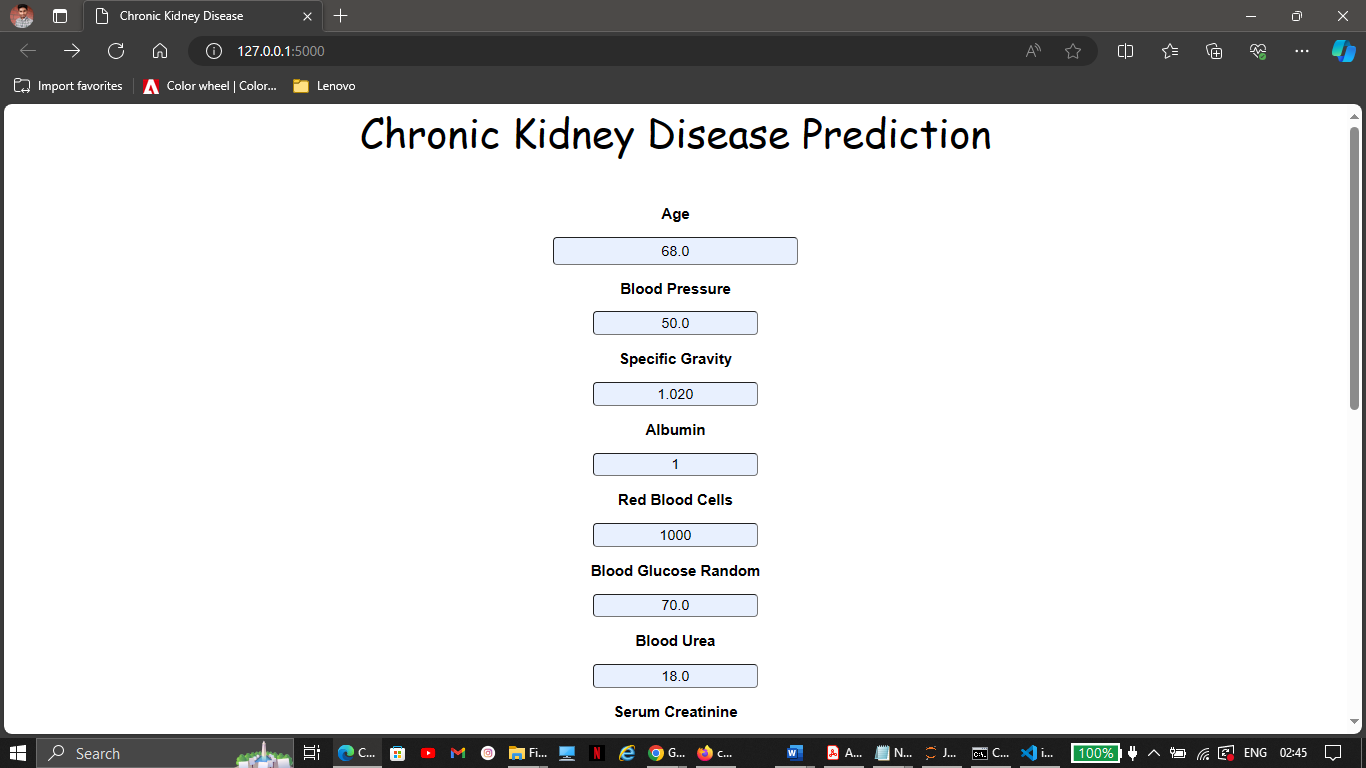 Chronic Kidney Disease
127.0.0.1:5000
Import favorites
Color wheel | Color...
Lenovo
Chronic Kidney Disease Prediction
Age
68.0
Blood Pressure
50.0
Specific Gravity
1.020
Albumin
1
Red Blood Cells
1000
Blood Glucose Random
70.0
Blood Urea
18.0
Serum Creatinine
Search
C...
Fi...
G...
c...
A...
N...
J...
C...
i...
100%
ENG
02:45